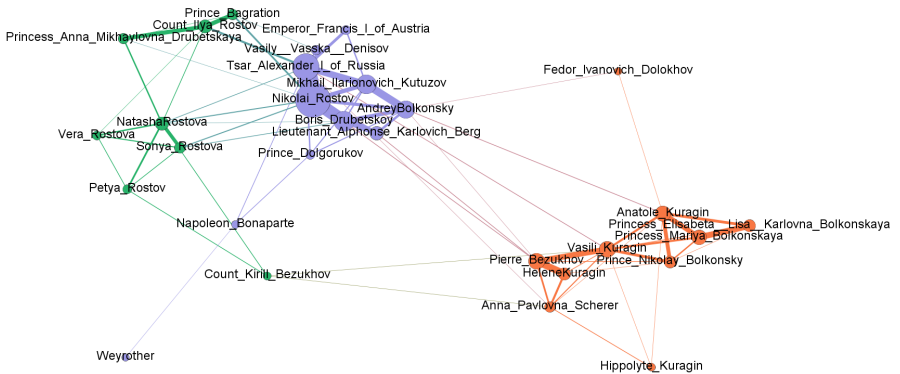 Prince_Bagration
Count_Ilya_Rostov
Emperor_Francis_I_of_Austria
Princess_Anna_Mikhaylovna_Drubetskaya
Vasily__Vasska__Denisov
Tsar_Alexander_I_of_Russia
Fedor_Ivanovich_Dolokhov
Mikhail_Ilarionovich_Kutuzov
Nikolai_Rostov
AndreyBolkonsky
NatashaRostova
Boris_Drubetskoy
Vera_Rostova
Lieutenant_Alphonse_Karlovich_Berg
Sonya_Rostova
Prince_Dolgorukov
Petya_Rostov
Anatole_Kuragin
Napoleon_Bonaparte
Princess_Elisabeta__Lisa__Karlovna_Bolkonskaya
Princess_Mariya_Bolkonskaya
Vasili_Kuragin
Pierre_Bezukhov
Prince_Nikolay_Bolkonsky
Count_Kirill_Bezukhov
HeleneKuragin
Anna_Pavlovna_Scherer
Weyrother
Hippolyte_Kuragin